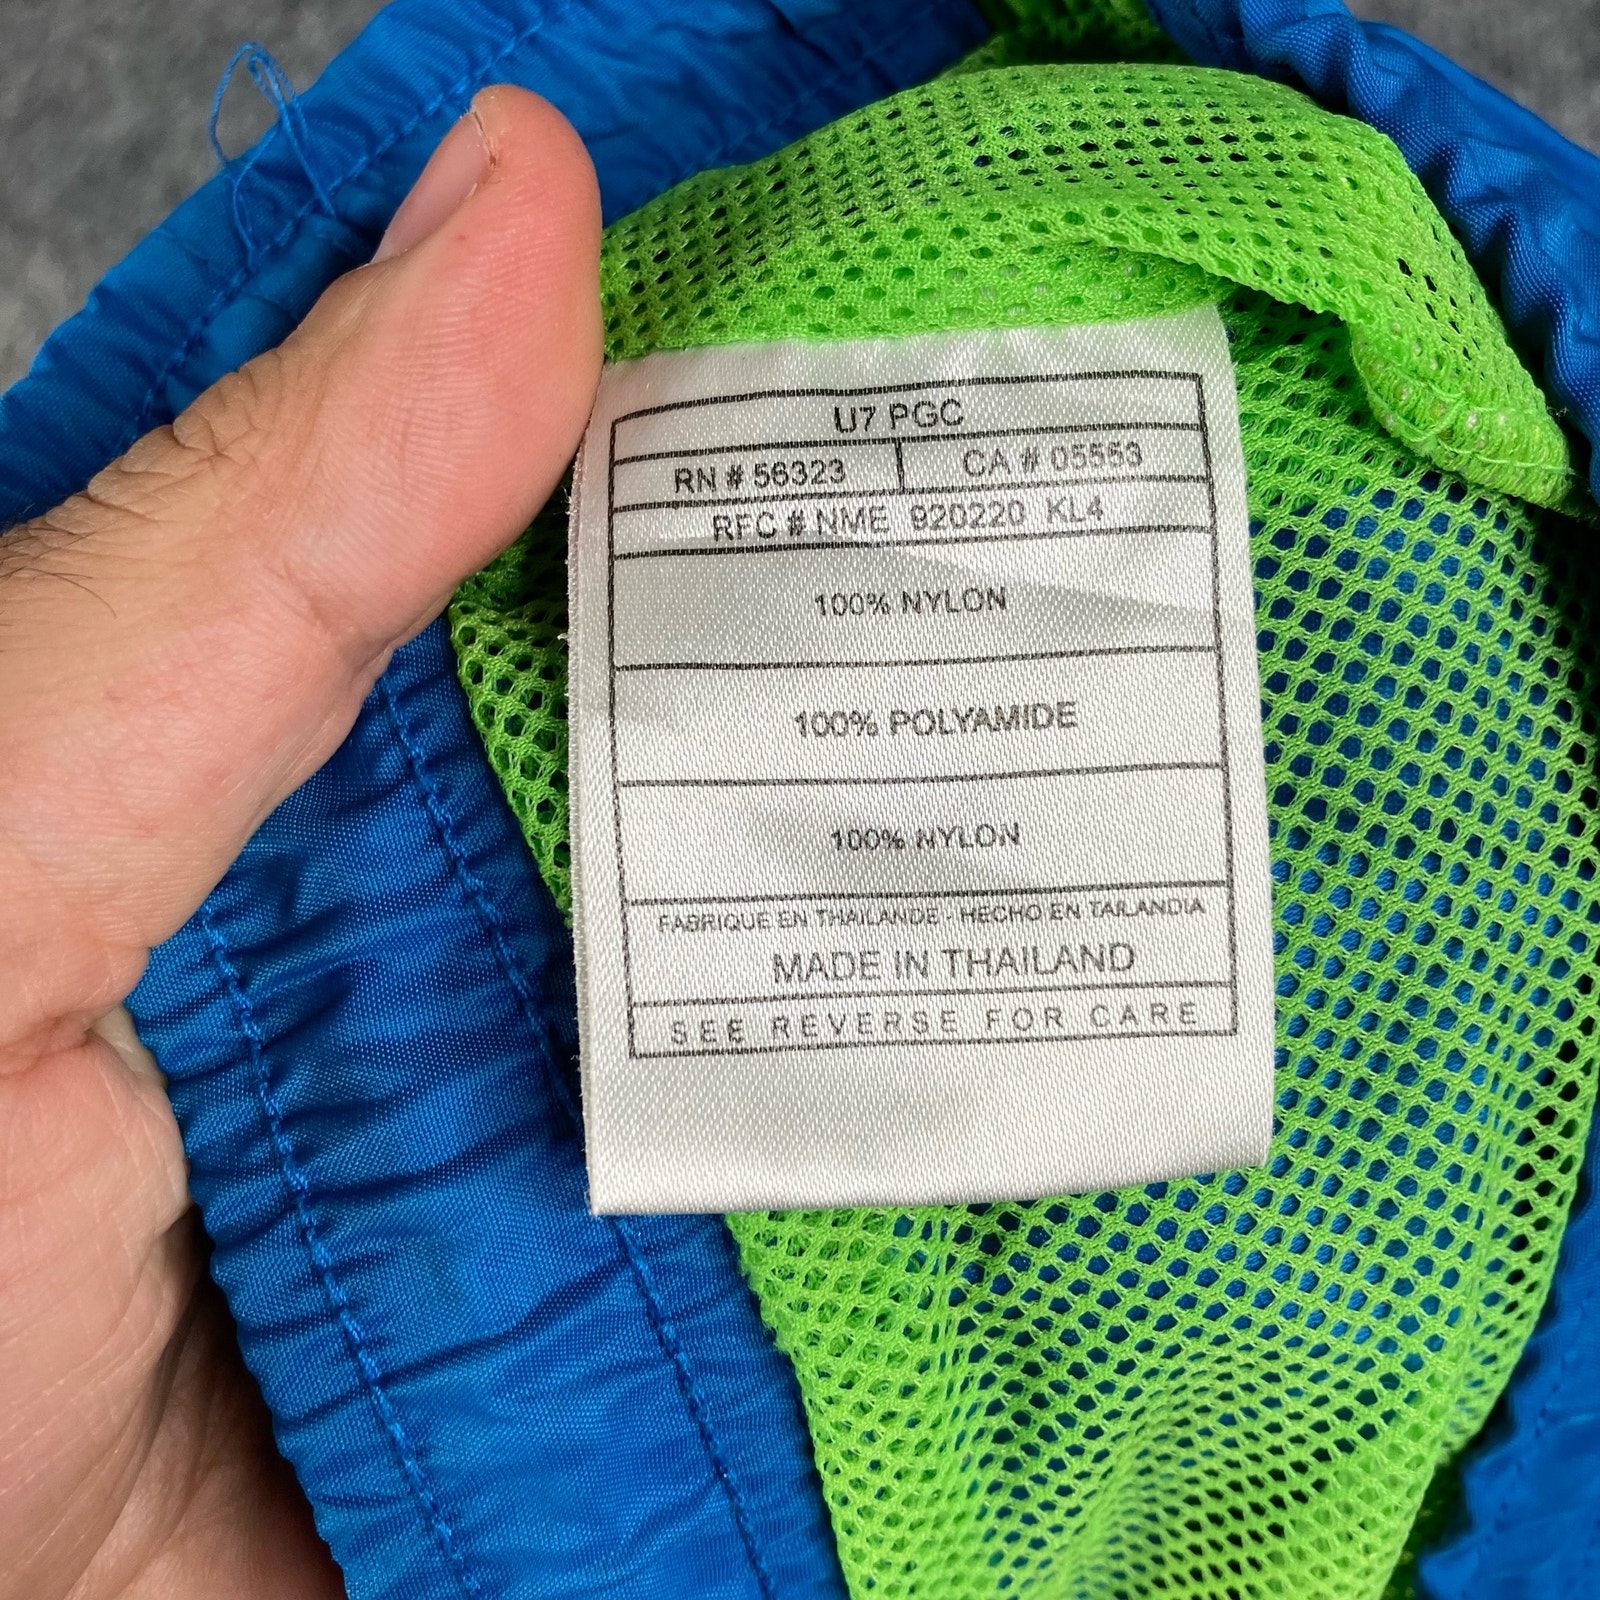 U7 PGC
RN # 56323 CA # 05553
RFC # NME 920220 KL4
100% NYLON
100% POLYAMIDE
100% NYLON
FABRIQUE EN THAILANDE - HECHO EN TAILANDIA
MADE IN THAILAND
SEE REVERSE FOR CARE